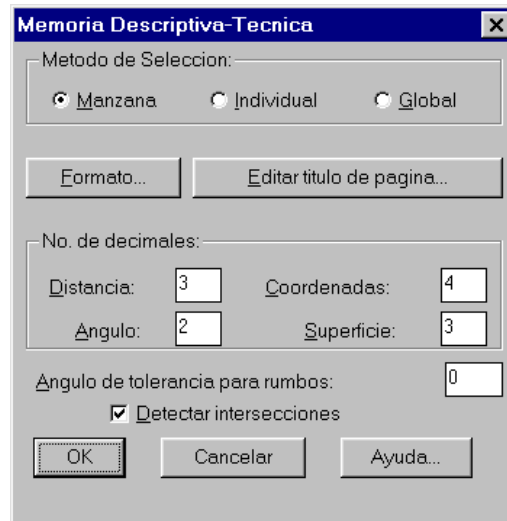 Memoria Descriptiva-Tecnica
Metodo de Seleccion:
Manzana Individual Global
Formato... Editar titulo de pagina...
No. de decimales:
Distancia: 3 Coordenadas: 4
Angulo: 2 Superficie: 3
Angulo de tolerancia para rumbos: 0
Detectar intersecciones
OK Cancelar Ayuda...